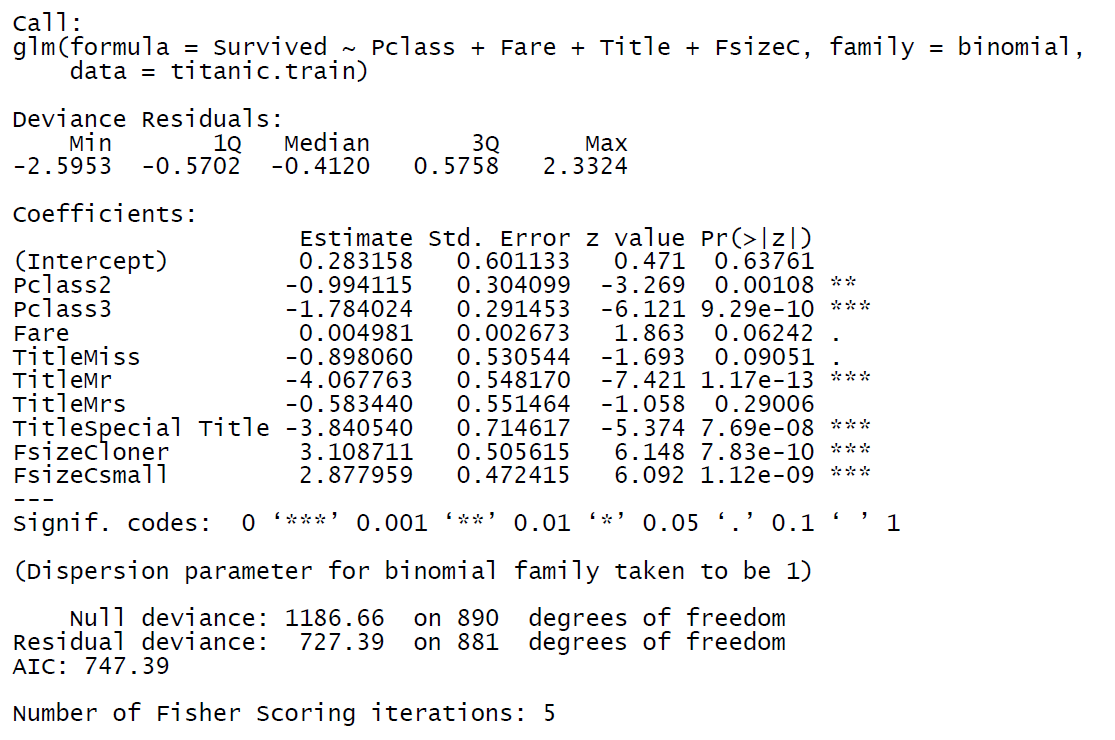 Call:
glm(formula = Survived ~ Pclass + Fare + Title + FsizeC, family = binomial,
    data = titanic.train)

Deviance Residuals:
    Min       1Q   Median       3Q      Max
-2.5953  -0.5702  -0.4120   0.5758   2.3324

Coefficients:
                    Estimate Std. Error z value Pr(>|z|)
(Intercept)         0.283158   0.601133   0.471  0.63761
Pclass2            -0.994115   0.304099  -3.269  0.00108 **
Pclass3            -1.784024   0.291453  -6.121 9.29e-10 ***
Fare                0.004981   0.002673   1.863  0.06242 .
TitleMiss          -0.898060   0.530544  -1.693  0.09051 .
TitleMr            -4.067763   0.548170  -7.421 1.17e-13 ***
TitleMrs           -0.583440   0.551464  -1.058  0.29006
TitleSpecial Title -3.840540   0.714617  -5.374 7.69e-08 ***
FsizeCloner         3.108711   0.505615   6.148 7.83e-10 ***
FsizeCsmall         2.877959   0.472415   6.092 1.12e-09 ***
---
Signif. codes:  0 ‘***’ 0.001 ‘**’ 0.01 ‘*’ 0.05 ‘.’ 0.1 ‘ ’ 1

(Dispersion parameter for binomial family taken to be 1)

    Null deviance: 1186.66  on 890  degrees of freedom
Residual deviance:  727.39  on 881  degrees of freedom
AIC: 747.39

Number of Fisher Scoring iterations: 5